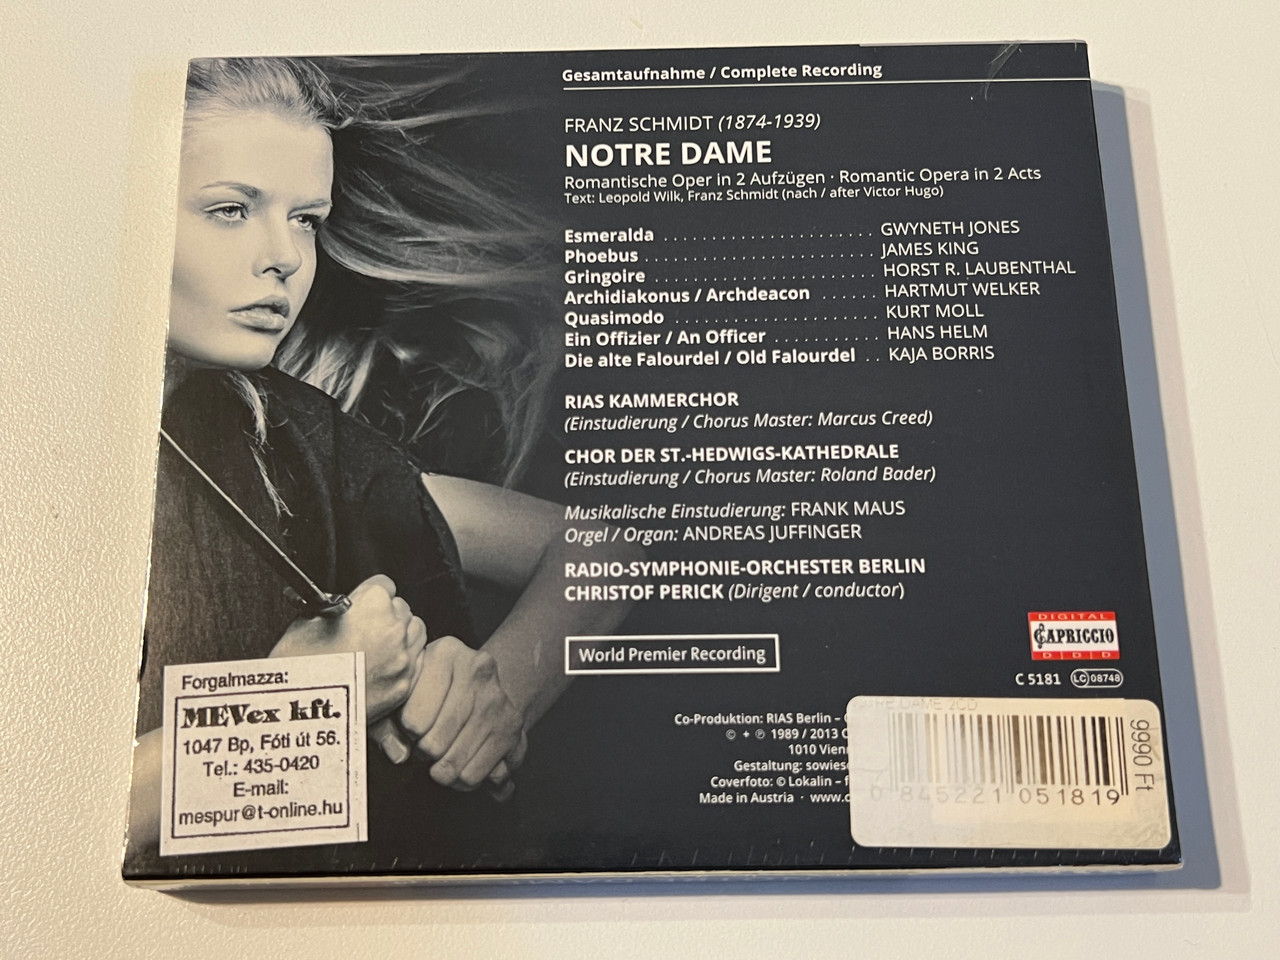 Gesamtaufnahme / Complete Recording
FRANZ SCHMIDT (1874-1939)
NOTRE DAME
Romantische Oper in 2 Aufzügen · Romantic Opera in 2 Acts
Text: Leopold Wilk, Franz Schmidt (nach / after Victor Hugo)
Esmeralda . . . . . . . . . . . . . . . . . . . . . . GWYNETH JONES
Phoebus . . . . . . . . . . . . . . . . . . . . . . . . JAMES KING
Gringoire . . . . . . . . . . . . . . . . . . . . . . . HORST R. LAUBENTHAL
Archidiakonus / Archdeacon . . . . . . HARTMUT WELKER
Quasimodo . . . . . . . . . . . . . . . . . . . . . KURT MOLL
Ein Offizier / An Officer . . . . . . . . . . . HANS HELM
Die alte Falourdel / Old Falourdel . . KAJA BORRIS
RIAS KAMMERCHOR
(Einstudierung / Chorus Master: Marcus Creed)
CHOR DER ST.-HEDWIGS-KATHEDRALE
(Einstudierung / Chorus Master: Roland Bader)
Musikalische Einstudierung: FRANK MAUS
Orgel / Organ: ANDREAS JUFFINGER
RADIO-SYMPHONIE-ORCHESTER BERLIN
CHRISTOF PERICK (Dirigent / conductor)
World Premier Recording
DIGITAL
CAPRICCIO
D D D
C 5181 LC 08748
Co-Produktion: RIAS Berlin –
© + ℗ 1989 / 2013
1010
Gestaltung:
Coverfoto: © Lokalin –
Made in Austria ·
DAME 2CD
0 845221 051819
9990 Ft
Forgalmazza:
MEVex kft.
1047 Bp, Fóti út 56.
Tel.: 435-0420
E-mail:
mespur@t-online.hu